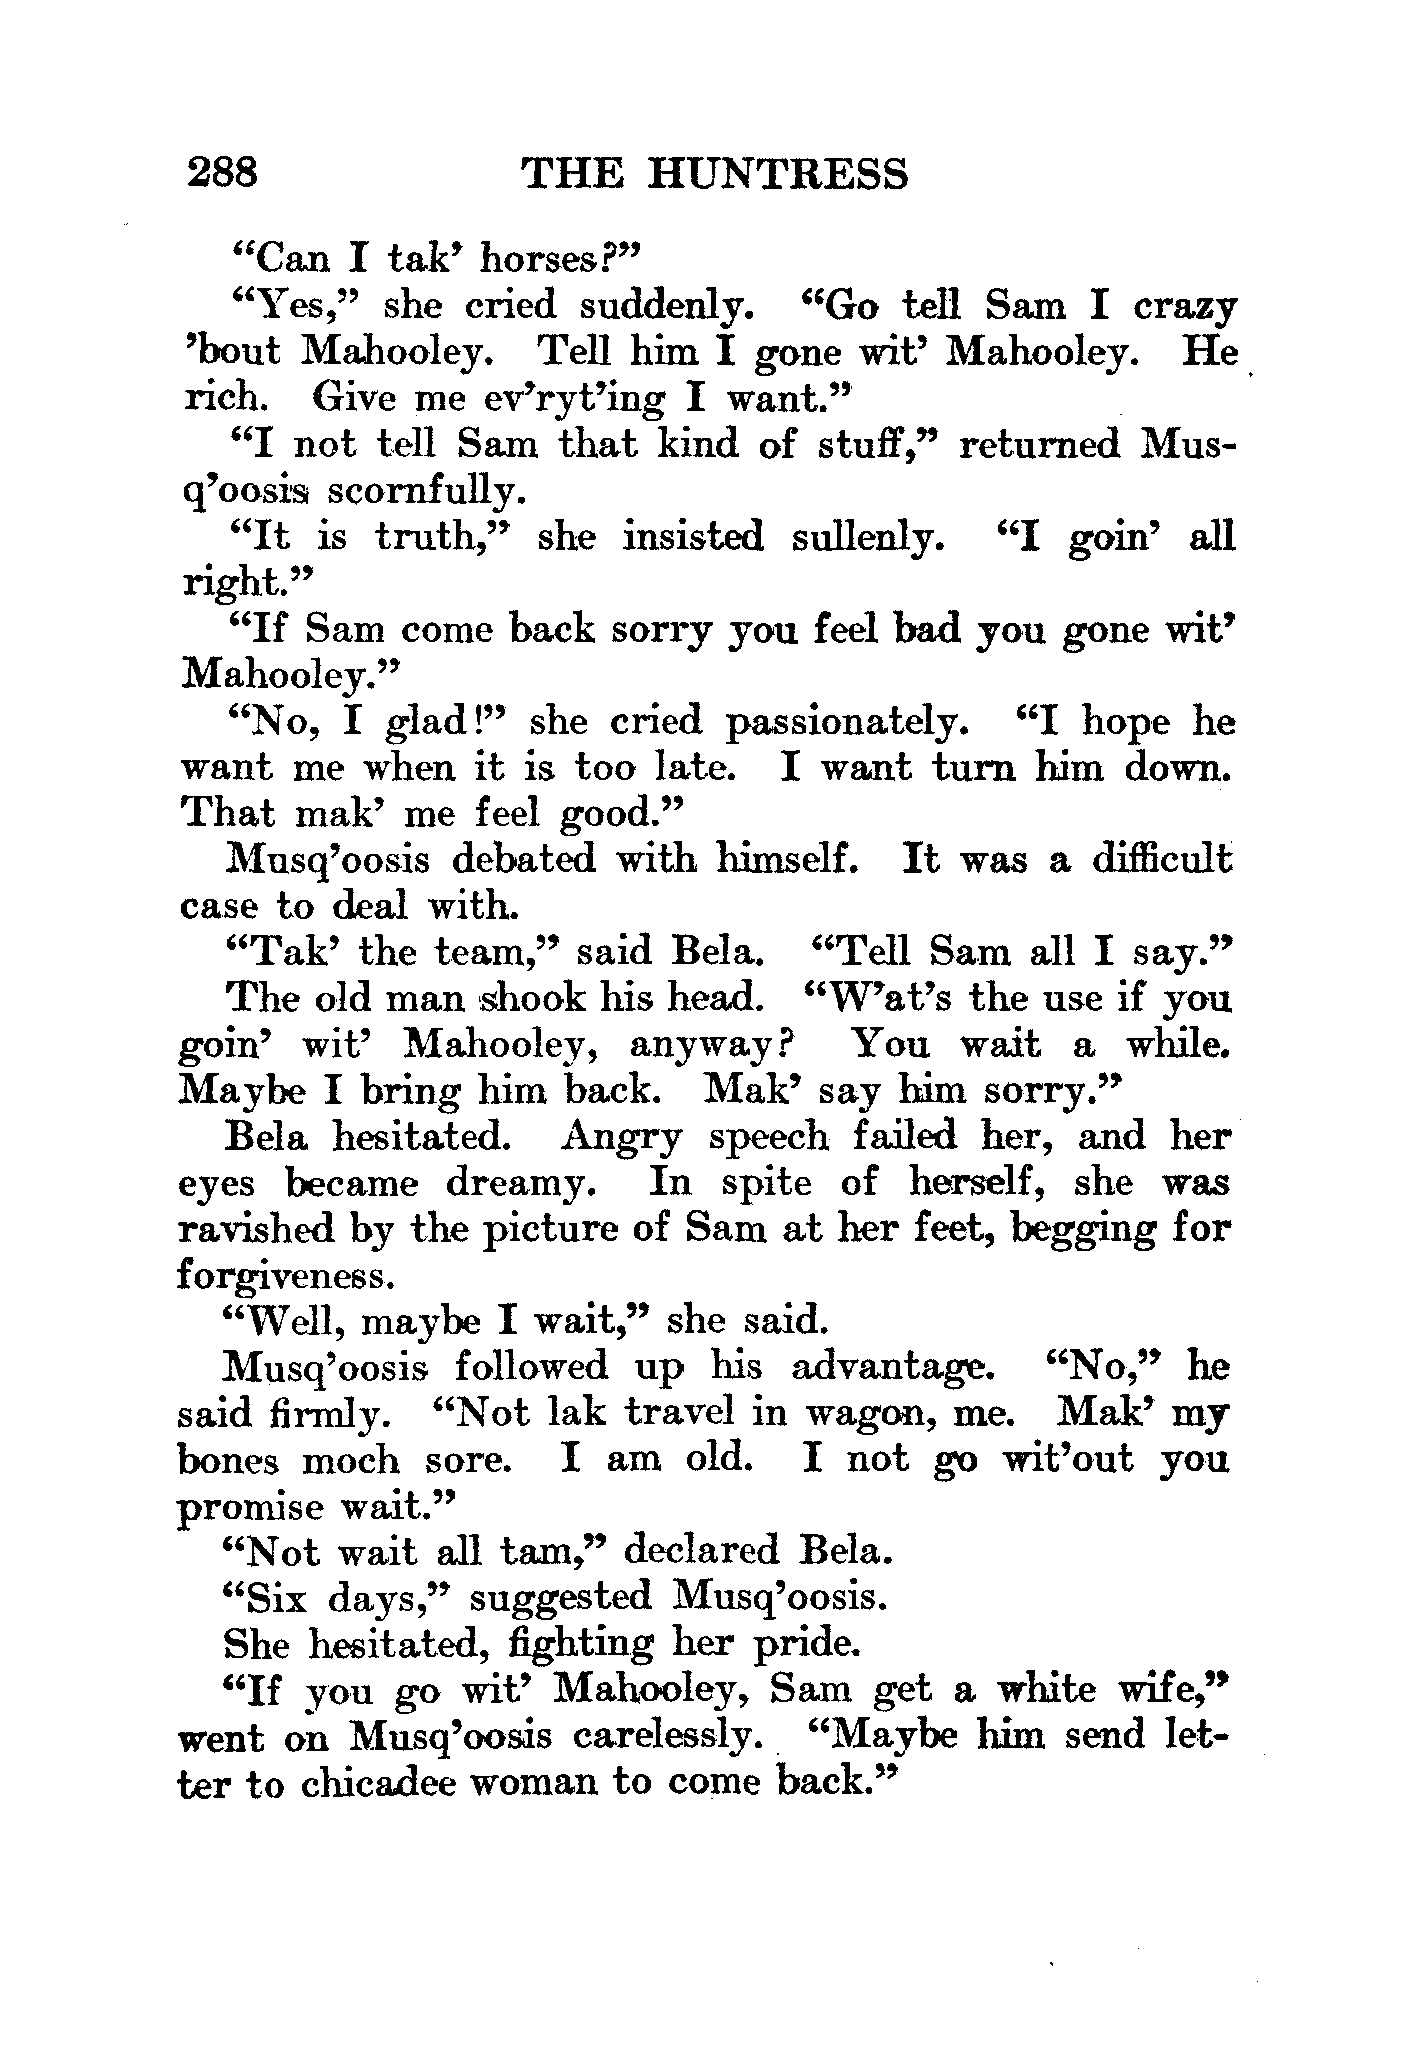 288 THE HUNTRESS
“Can I tak’ horses?”
“Yes,” she cried suddenly. “Go tell Sam I crazy
’bout Mahooley. Tell him I gone wit’ Mahooley. He
rich. Give me ev’ryt’ing I want.”
“I not tell Sam that kind of stuff,” returned Mus-
q’oosis scornfully.
“It is truth,” she insisted sullenly. “I goin’ all
right.”
“If Sam come back sorry you feel bad you gone wit’
Mahooley.”
“No, I glad!” she cried passionately. “I hope he
want me when it is too late. I want turn him down.
That mak’ me feel good.”
Musq’oosis debated with himself. It was a difficult
case to deal with.
“Tak’ the team,” said Bela. “Tell Sam all I say.”
The old man shook his head. “W’at’s the use if you
goin’ wit’ Mahooley, anyway? You wait a while.
Maybe I bring him back. Mak’ say him sorry.”
Bela hesitated. Angry speech failed her, and her
eyes became dreamy. In spite of herself, she was
ravished by the picture of Sam at her feet, begging for
forgiveness.
“Well, maybe I wait,” she said.
Musq’oosis followed up his advantage. “No,” he
said firmly. “Not lak travel in wagon, me. Mak’ my
bones moch sore. I am old. I not go wit’out you
promise wait.”
“Not wait all tam,” declared Bela.
“Six days,” suggested Musq’oosis.
She hesitated, fighting her pride.
“If you go wit’ Mahooley, Sam get a white wife,”
went on Musq’oosis carelessly. “Maybe him send let-
ter to chicadee woman to come back.”